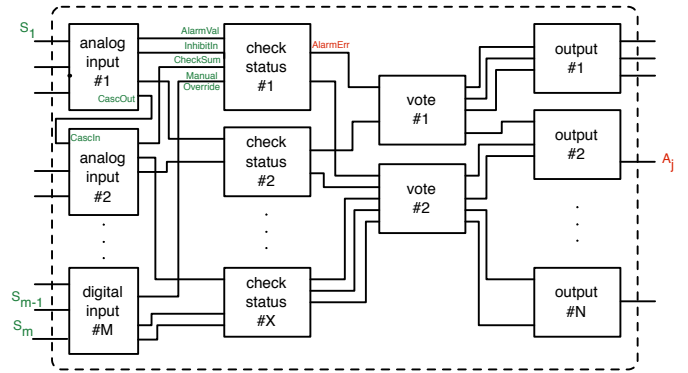 S1
analog
input
#1
AlarmVal
InhibitIn
CheckSum
Manual
Override
CascOut
check
status
#1
AlarmErr
vote
#1
output
#1
CascIn
analog
input
#2
check
status
#2
vote
#2
output
#2
Aj
Sm-1
Sm
digital
input
#M
check
status
#X
output
#N